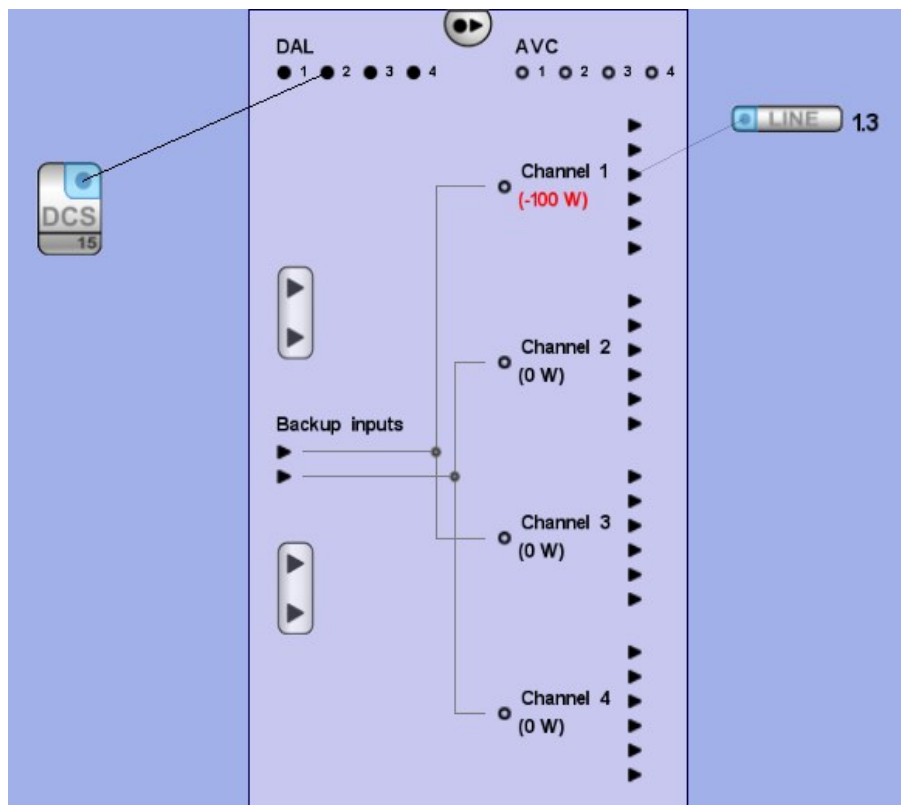 DAL AVC
1 2 3 4 1 2 3 4
LINE 1.3
Channel 1
(-100 W)
DCS
15
Channel 2
(0 W)
Backup inputs
Channel 3
(0 W)
Channel 4
(0 W)